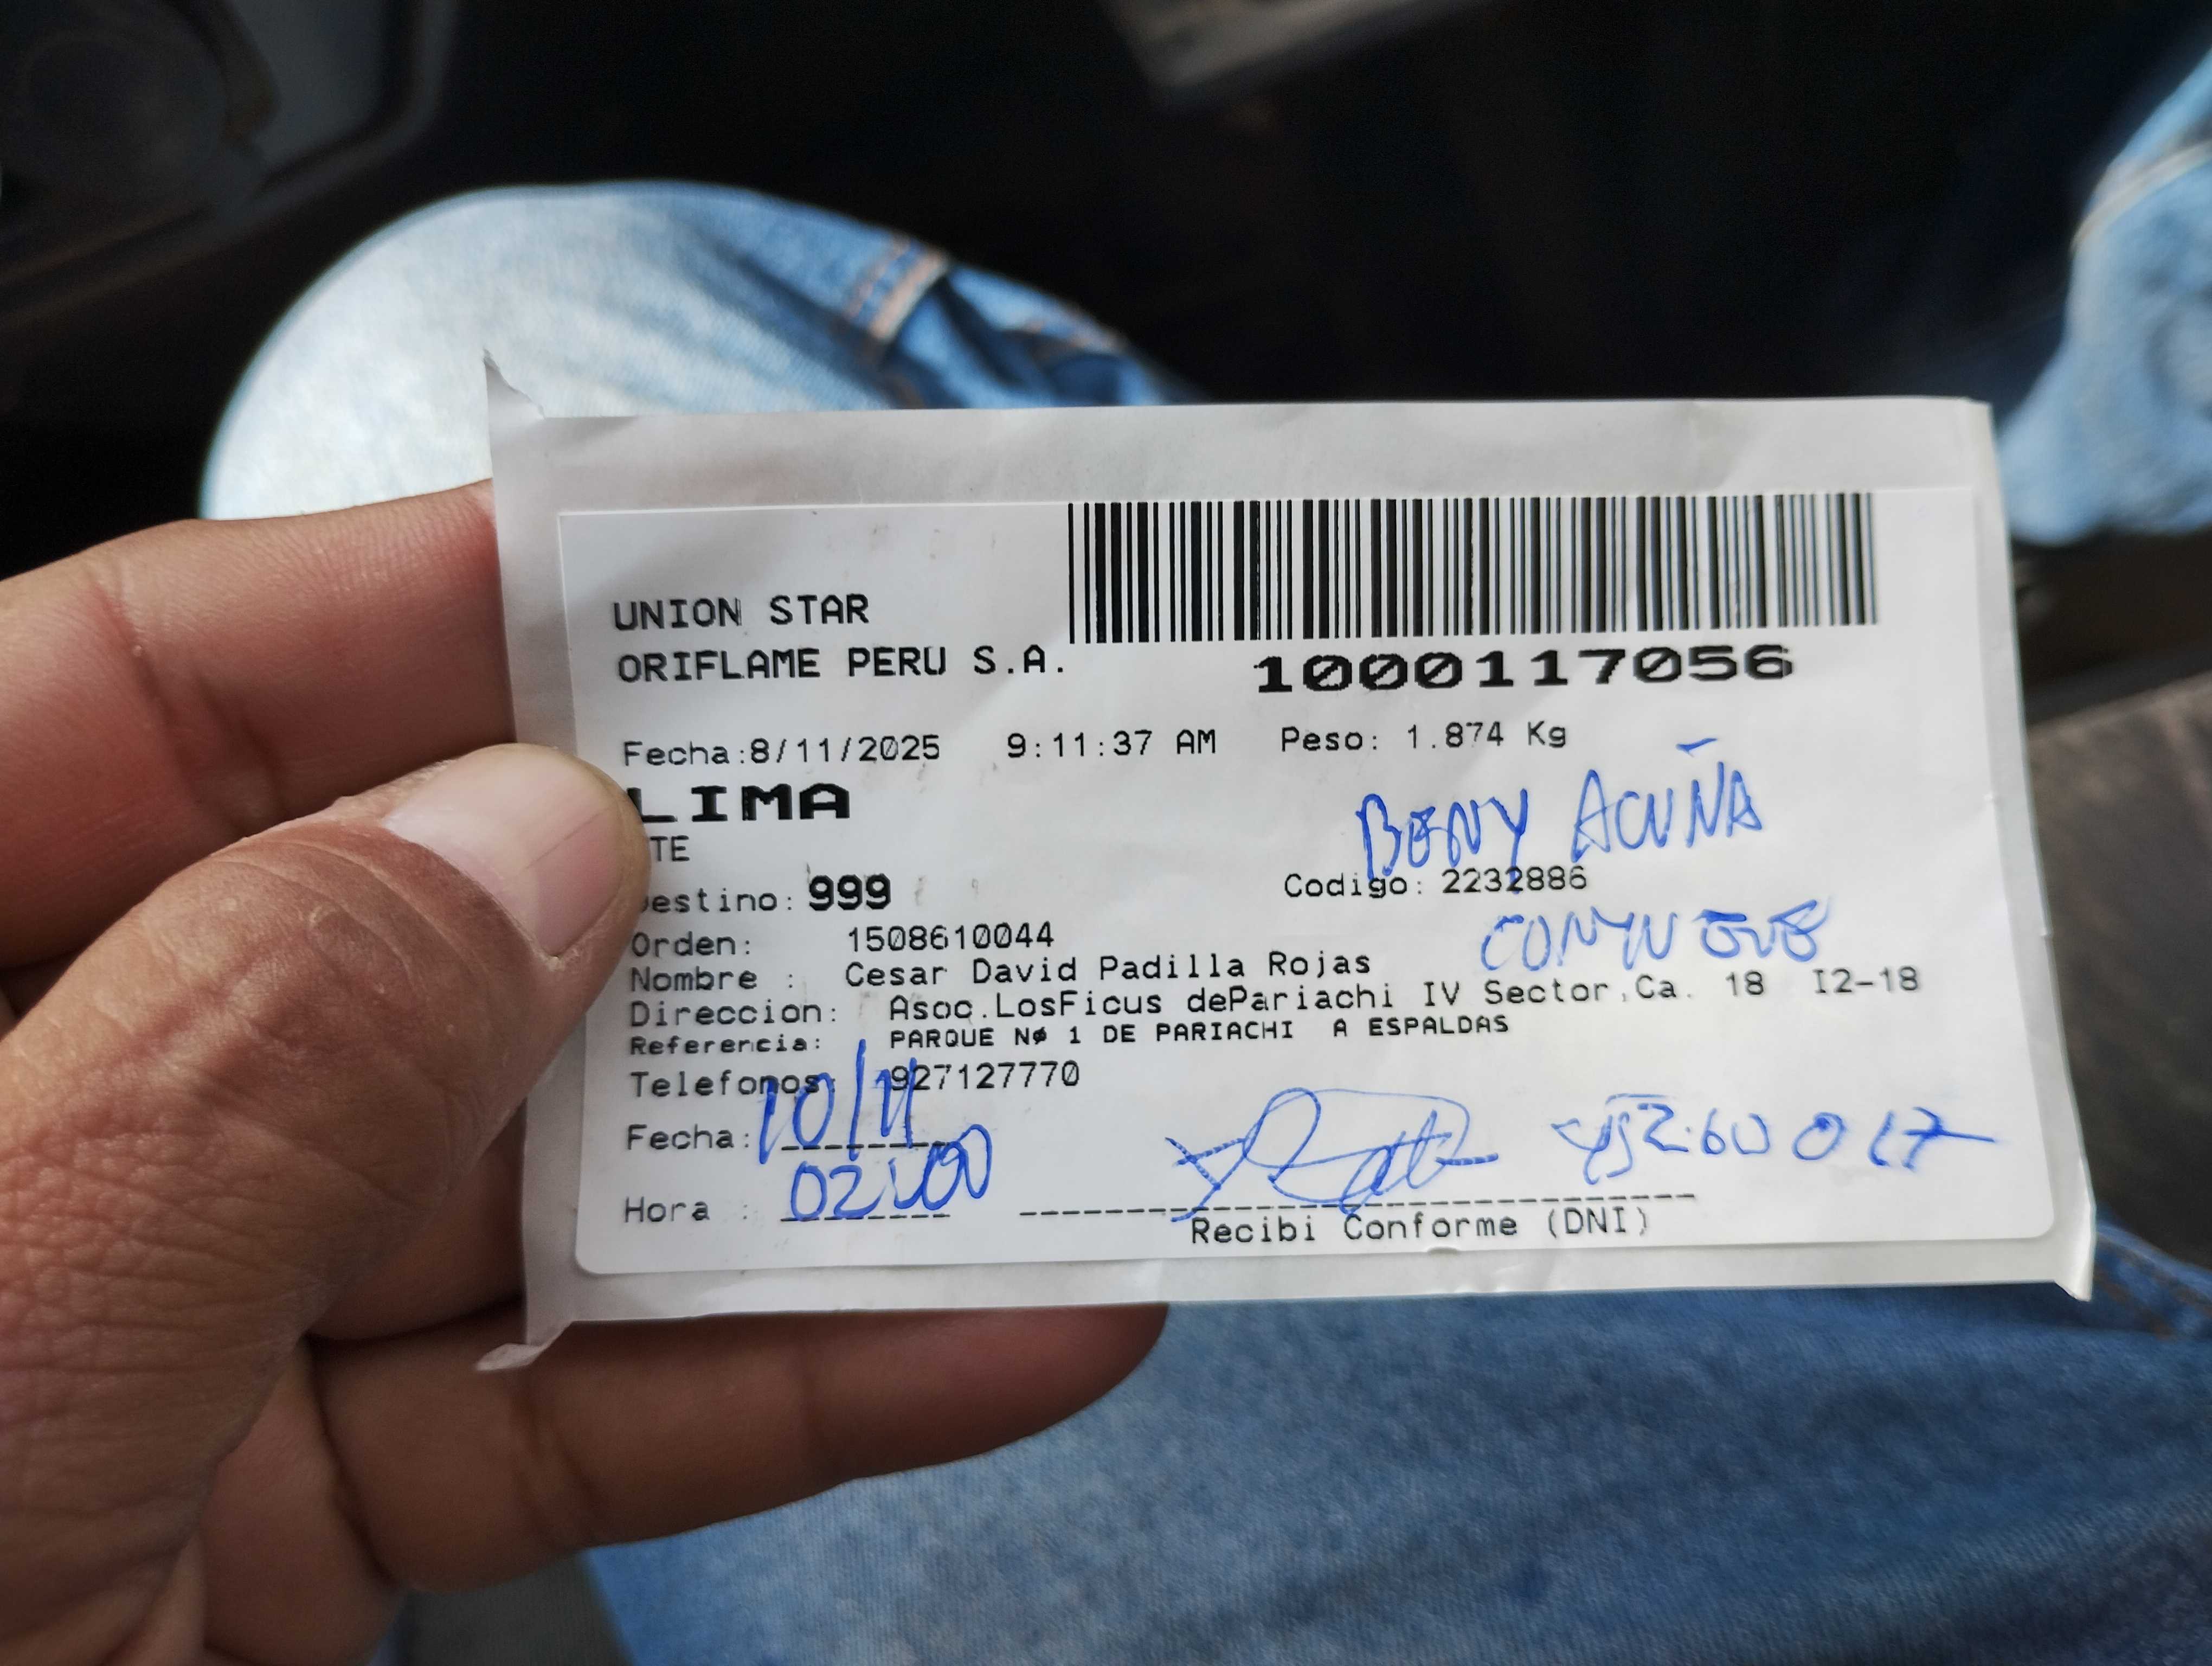 UNION STAR
ORIFLAME PERU S.A.
1000117056
Fecha:8/11/2025 9:11:37 AM Peso: 1.874 Kg
LIMA
BENY ACUÑA
TE
estino: 999 Codigo: 2232886
Orden: 1508610044
Nombre : Cesar David Padilla Rojas
Direccion: Asoc.LosFicus dePariachi IV Sector,Ca. 18 I2-18
Referencia: PARQUE Nø 1 DE PARIACHI A ESPALDAS
Telefonos: 927127770
Fecha: 10/11
Hora : 02:00
Recibi Conforme (DNI)